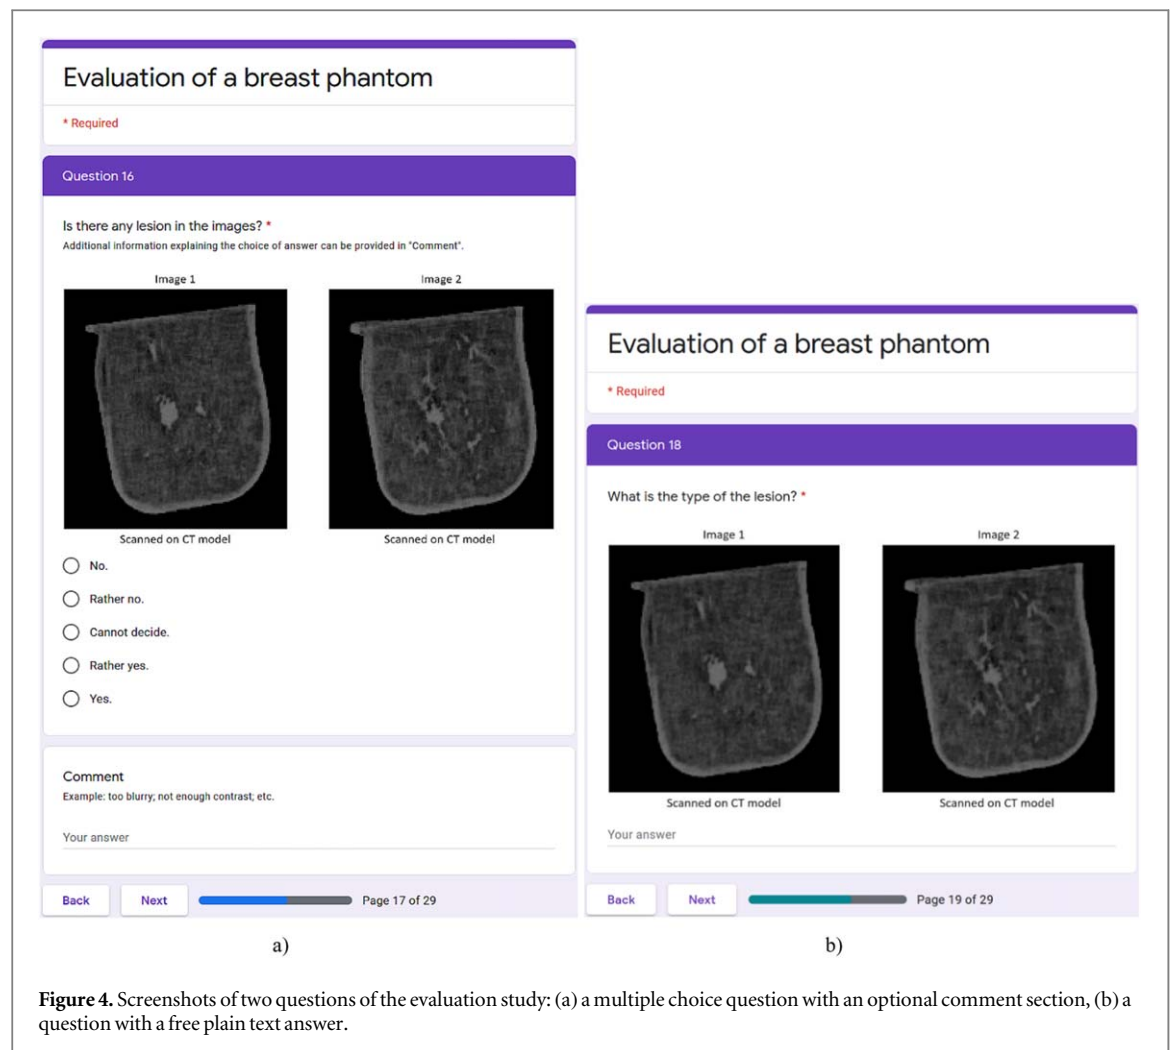 Evaluation of a breast phantom
* Required
Question 16
Is there any lesion in the images? *
Additional information explaining the choice of answer can be provided in "Comment".
Image 1
Image 2
Scanned on CT model
Scanned on CT model
No.
Rather no.
Cannot decide.
Rather yes.
Yes.
Comment
Example: too blurry; not enough contrast; etc.
Your answer
Back
Next
Page 17 of 29
a)
Evaluation of a breast phantom
* Required
Question 18
What is the type of the lesion? *
Image 1
Image 2
Scanned on CT model
Scanned on CT model
Your answer
Back
Next
Page 19 of 29
b)
Figure 4. Screenshots of two questions of the evaluation study: (a) a multiple choice question with an optional comment section, (b) a
question with a free plain text answer.